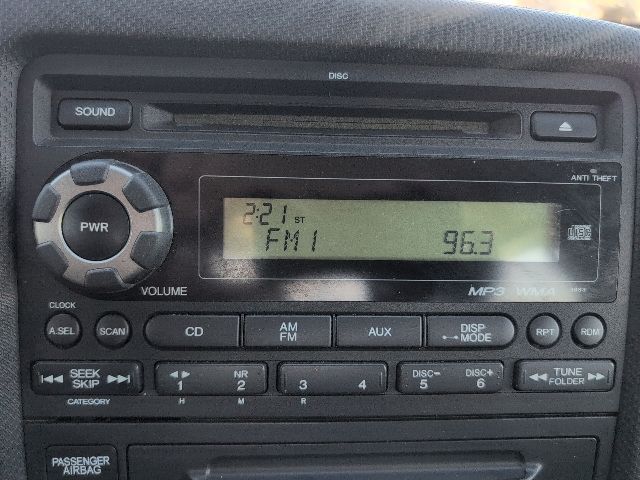 DISC
SOUND
ANTI THEFT
2:21 ST
FM1 96.3
PWR
VOLUME
MP3 WMA
CLOCK
A.SEL SCAN CD AM FM AUX DISP MODE RPT RDM
SEEK SKIP
CATEGORY
1 NR 2
H M
3 4
R
DISC- 5 DISC+ 6
TUNE FOLDER
PASSENGER
AIRBAG